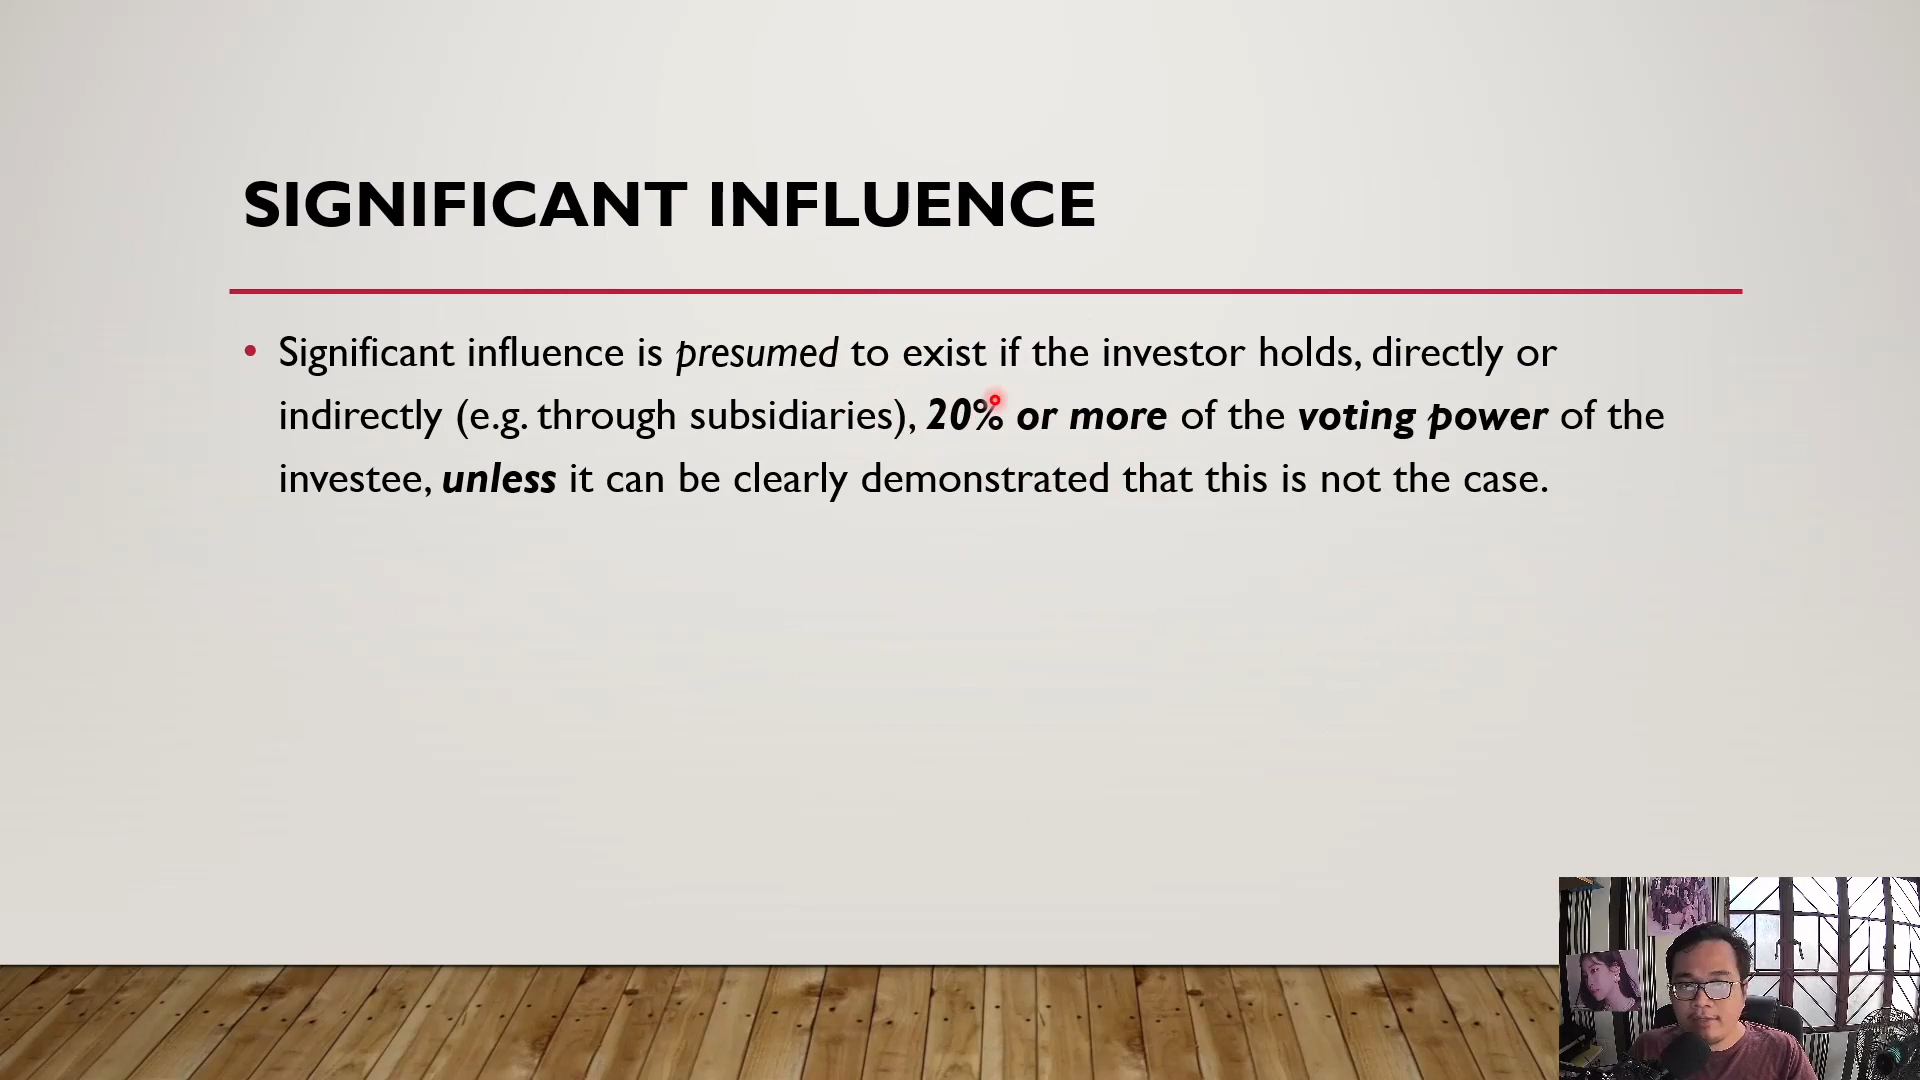 SIGNIFICANT INFLUENCE
• Significant influence is presumed to exist if the investor holds, directly or
indirectly (e.g. through subsidiaries), 20% or more of the voting power of the
investee, unless it can be clearly demonstrated that this is not the case.